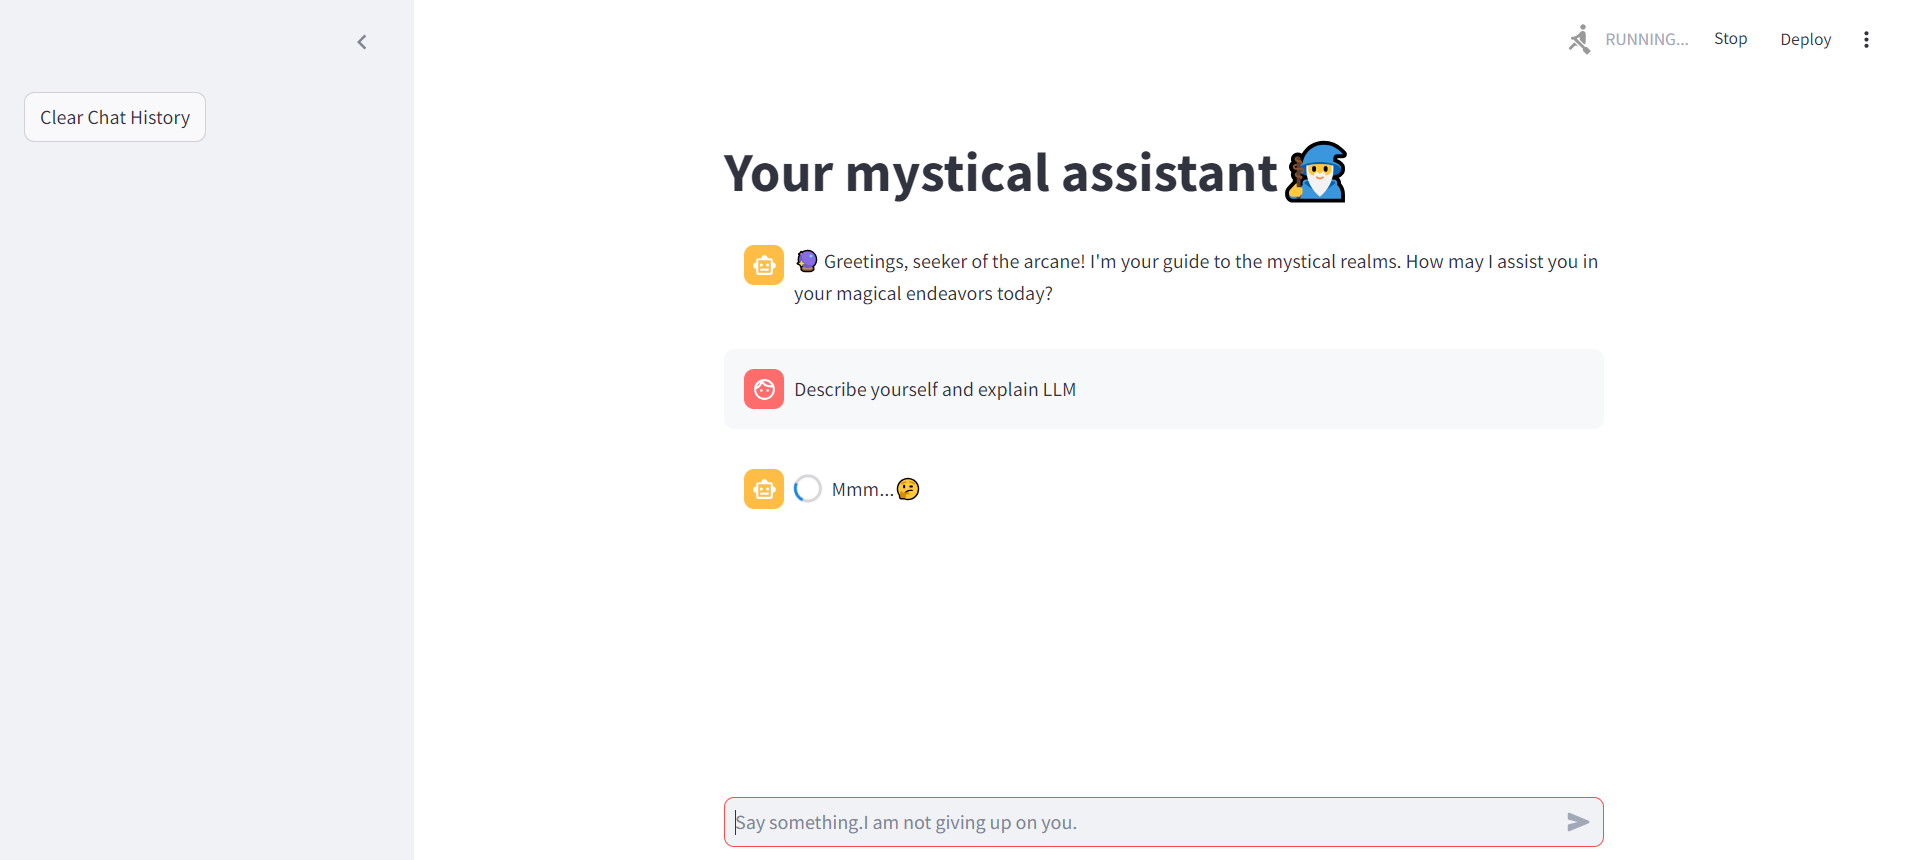 RUNNING...
Stop
Deploy
Clear Chat History
Your mystical assistant
Greetings, seeker of the arcane! I'm your guide to the mystical realms. How may I assist you in
your magical endeavors today?
Describe yourself and explain LLM
Mmm...
Say something.I am not giving up on you.